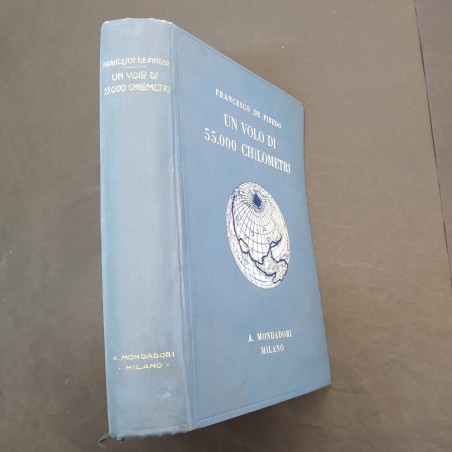 FRANCESCO DE PINEDO
UN VOLO DI
55.000 CHILOMETRI
A. MONDADORI
· MILANO ·
FRANCESCO DE PINEDO
UN VOLO DI
55.000 CHILOMETRI
A. MONDADORI
MILANO